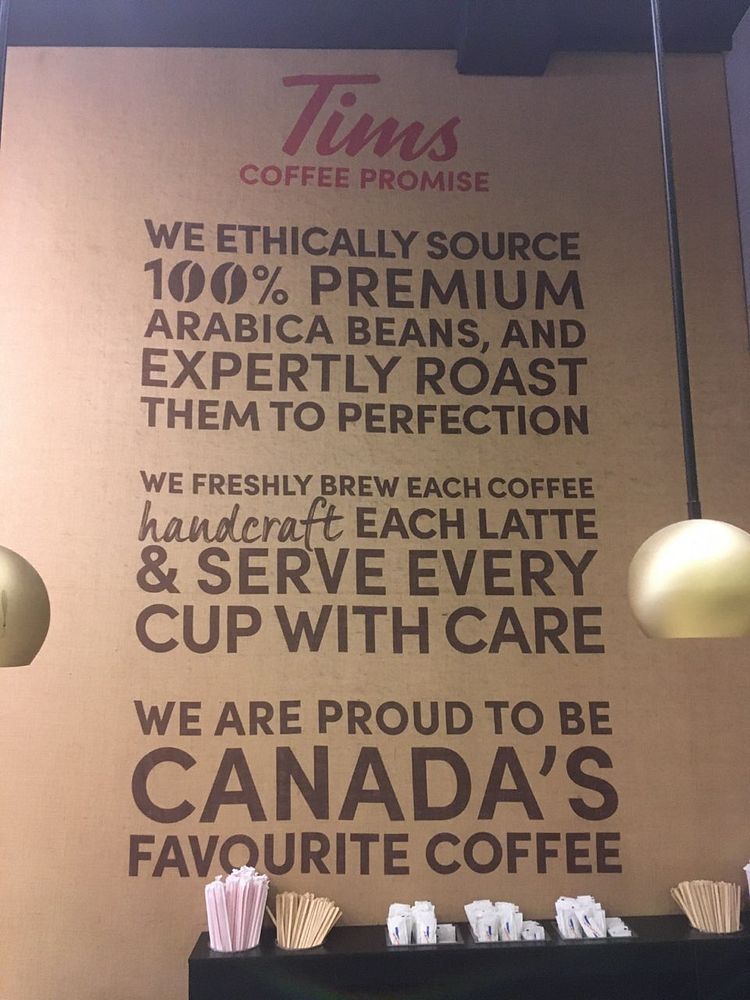 Tims
COFFEE PROMISE
WE ETHICALLY SOURCE
100% PREMIUM
ARABICA BEANS, AND
EXPERTLY ROAST
THEM TO PERFECTION
WE FRESHLY BREW EACH COFFEE
handcraft EACH LATTE
& SERVE EVERY
CUP WITH CARE
WE ARE PROUD TO BE
CANADA'S
FAVOURITE COFFEE